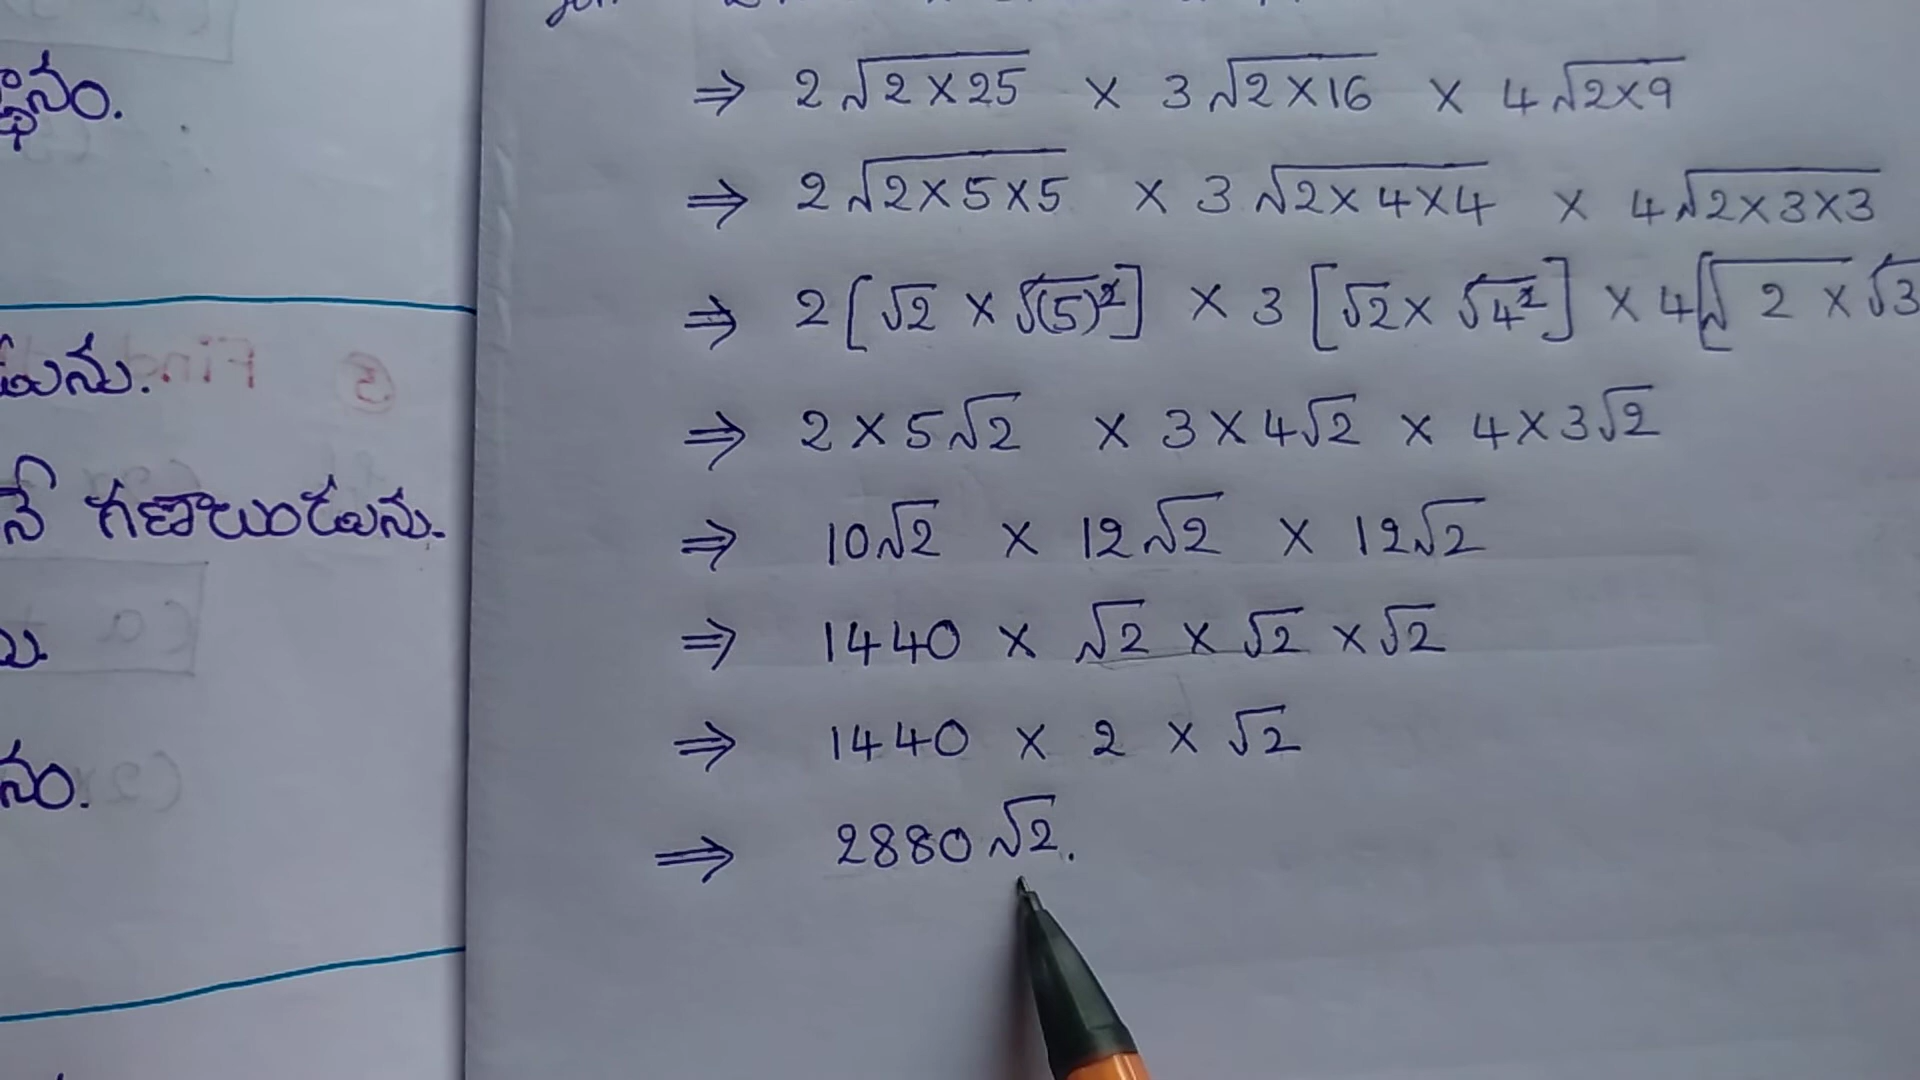 నం.
డును.
నే గణాలుండును.
నం.
⇒ 2√(2×25) × 3√(2×16) × 4√(2×9)
⇒ 2√(2×5×5) × 3√(2×4×4) × 4√(2×3×3)
⇒ 2[√2 × √(5)²] × 3[√2 × √4²] × 4[√2 × √3
⇒ 2×5√2 × 3×4√2 × 4×3√2
⇒ 10√2 × 12√2 × 12√2
⇒ 1440 × √2 × √2 × √2
⇒ 1440 × 2 × √2
⇒ 2880√2.